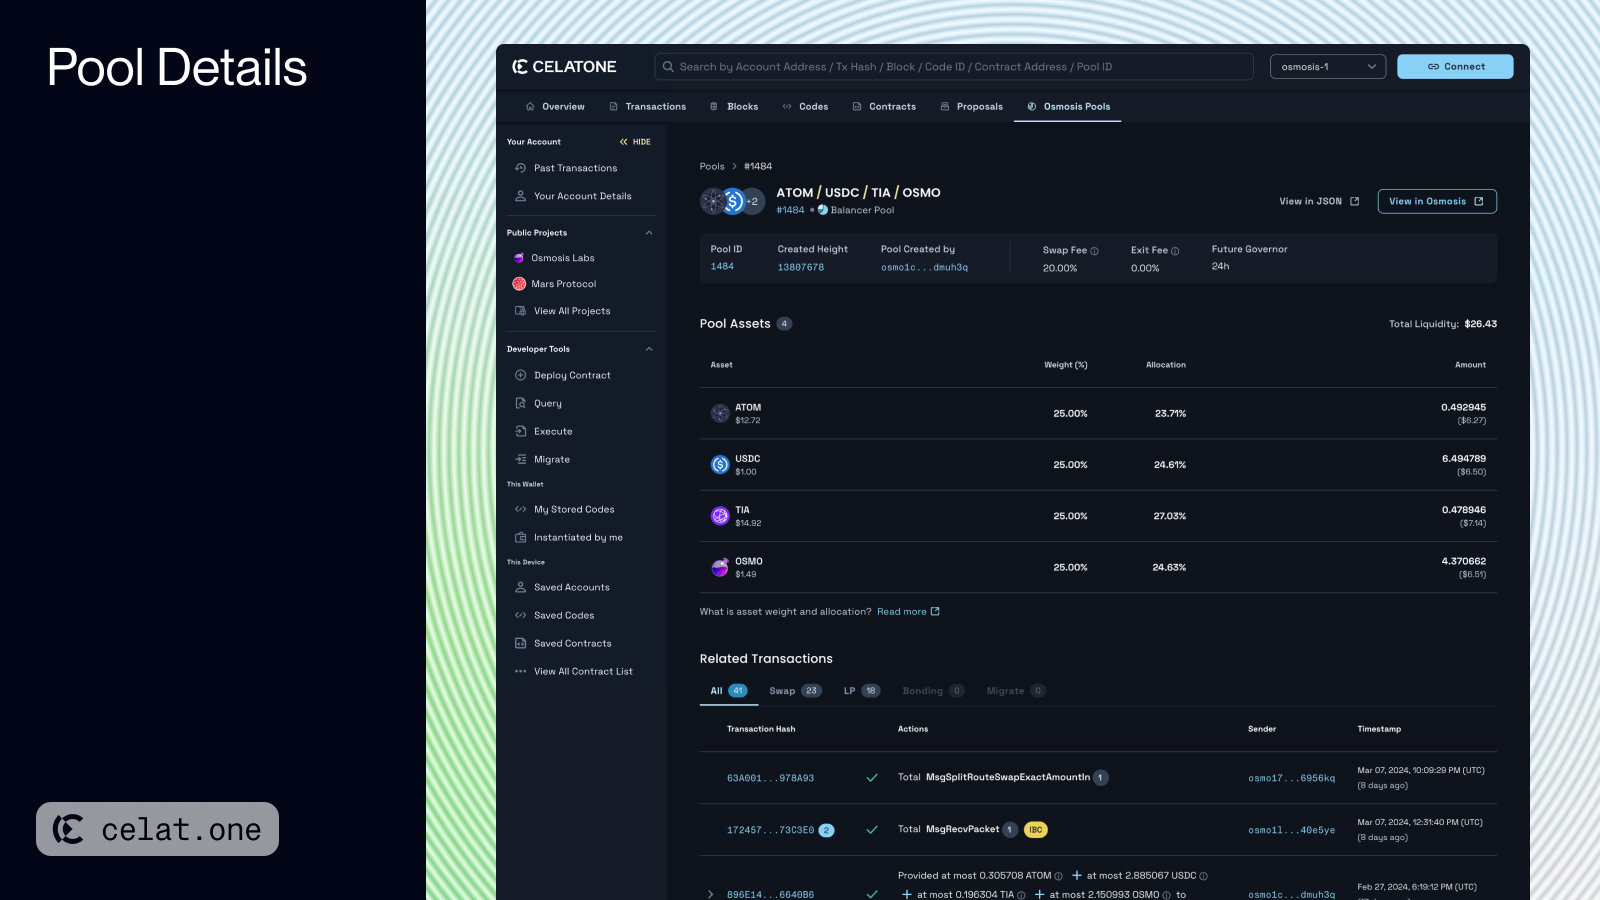 Pool Details
celat.one
CELATONE
Search by Account Address / Tx Hash / Block / Code ID / Contract Address / Pool ID
osmosis-1
Connect
Overview Transactions Blocks Codes Contracts Proposals Osmosis Pools
Your Account HIDE
Past Transactions
Your Account Details
Public Projects
Osmosis Labs
Mars Protocol
View All Projects
Developer Tools
Deploy Contract
Query
Execute
Migrate
This Wallet
My Stored Codes
Instantiated by me
This Device
Saved Accounts
Saved Codes
Saved Contracts
View All Contract List
Pools > #1484
+2
ATOM / USDC / TIA / OSMO
#1484 • Balancer Pool
View in JSON
View in Osmosis
Pool ID Created Height Pool Created by Swap Fee Exit Fee Future Governor
1484 13807678 osmo1c...dmuh3q 20.00% 0.00% 24h
Pool Assets 4
Total Liquidity: $26.43
Asset Weight (%) Allocation Amount
ATOM 25.00% 23.71% 0.492945
$12.72 ($6.27)
USDC 25.00% 24.61% 6.494789
$1.00 ($6.50)
TIA 25.00% 27.03% 0.478946
$14.92 ($7.14)
OSMO 25.00% 24.63% 4.370662
$1.49 ($6.51)
What is asset weight and allocation? Read more
Related Transactions
All 41 Swap 23 LP 18 Bonding 0 Migrate 0
Transaction Hash Actions Sender Timestamp
63A001...978A93 Total MsgSplitRouteSwapExactAmountIn 1 osmo17...6956kq Mar 07, 2024, 10:09:29 PM (UTC)
(8 days ago)
172457...73C3E0 2 Total MsgRecvPacket 1 IBC osmo1l...40e5ye Mar 07, 2024, 12:31:40 PM (UTC)
(8 days ago)
Provided at most 0.305708 ATOM + at most 2.885067 USDC
896E14...6640B6 + at most 0.196304 TIA + at most 2.150993 OSMO to osmo1c...dmuh3q Feb 27, 2024, 6:19:12 PM (UTC)